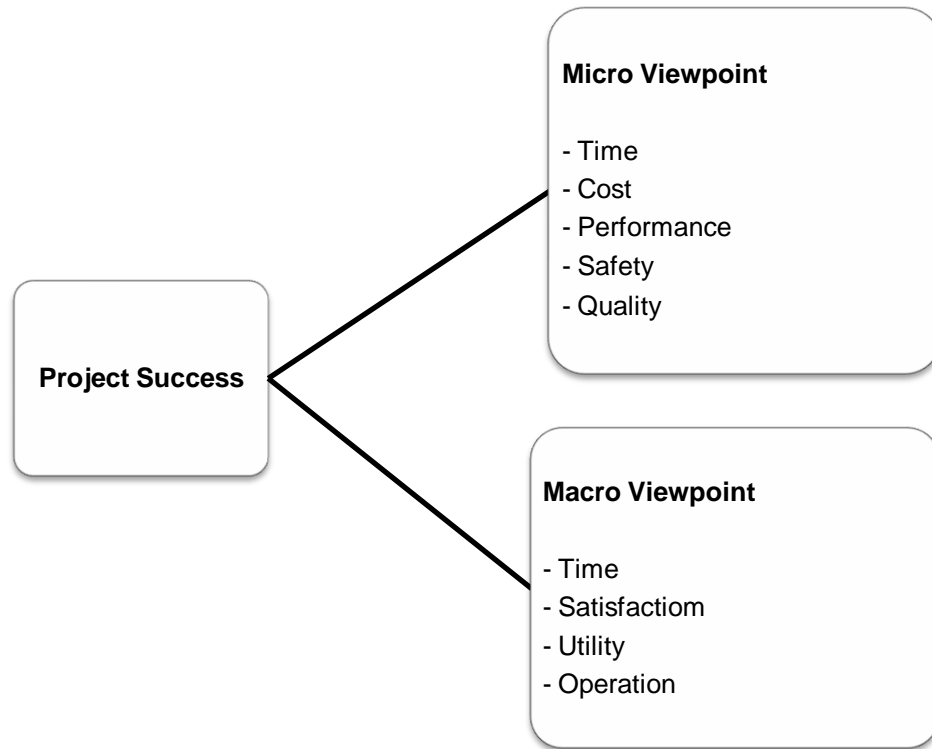 Micro Viewpoint
- Time
- Cost
- Performance
- Safety
- Quality
Project Success
Macro Viewpoint
- Time
- Satisfactiom
- Utility
- Operation